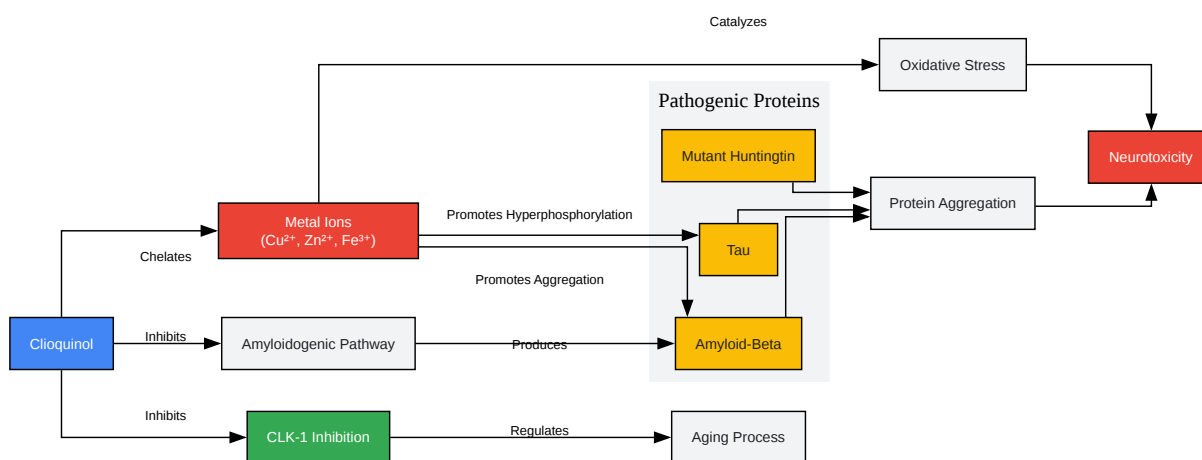 Catalyzes
Oxidative Stress
Pathogenic Proteins
Mutant Huntingtin
Neurotoxicity
Protein Aggregation
Metal Ions
(Cu²⁺, Zn²⁺, Fe³⁺)
Promotes Hyperphosphorylation
Tau
Chelates
Promotes Aggregation
Clioquinol
Inhibits
Amyloidogenic Pathway
Produces
Amyloid-Beta
Inhibits
CLK-1 Inhibition
Regulates
Aging Process